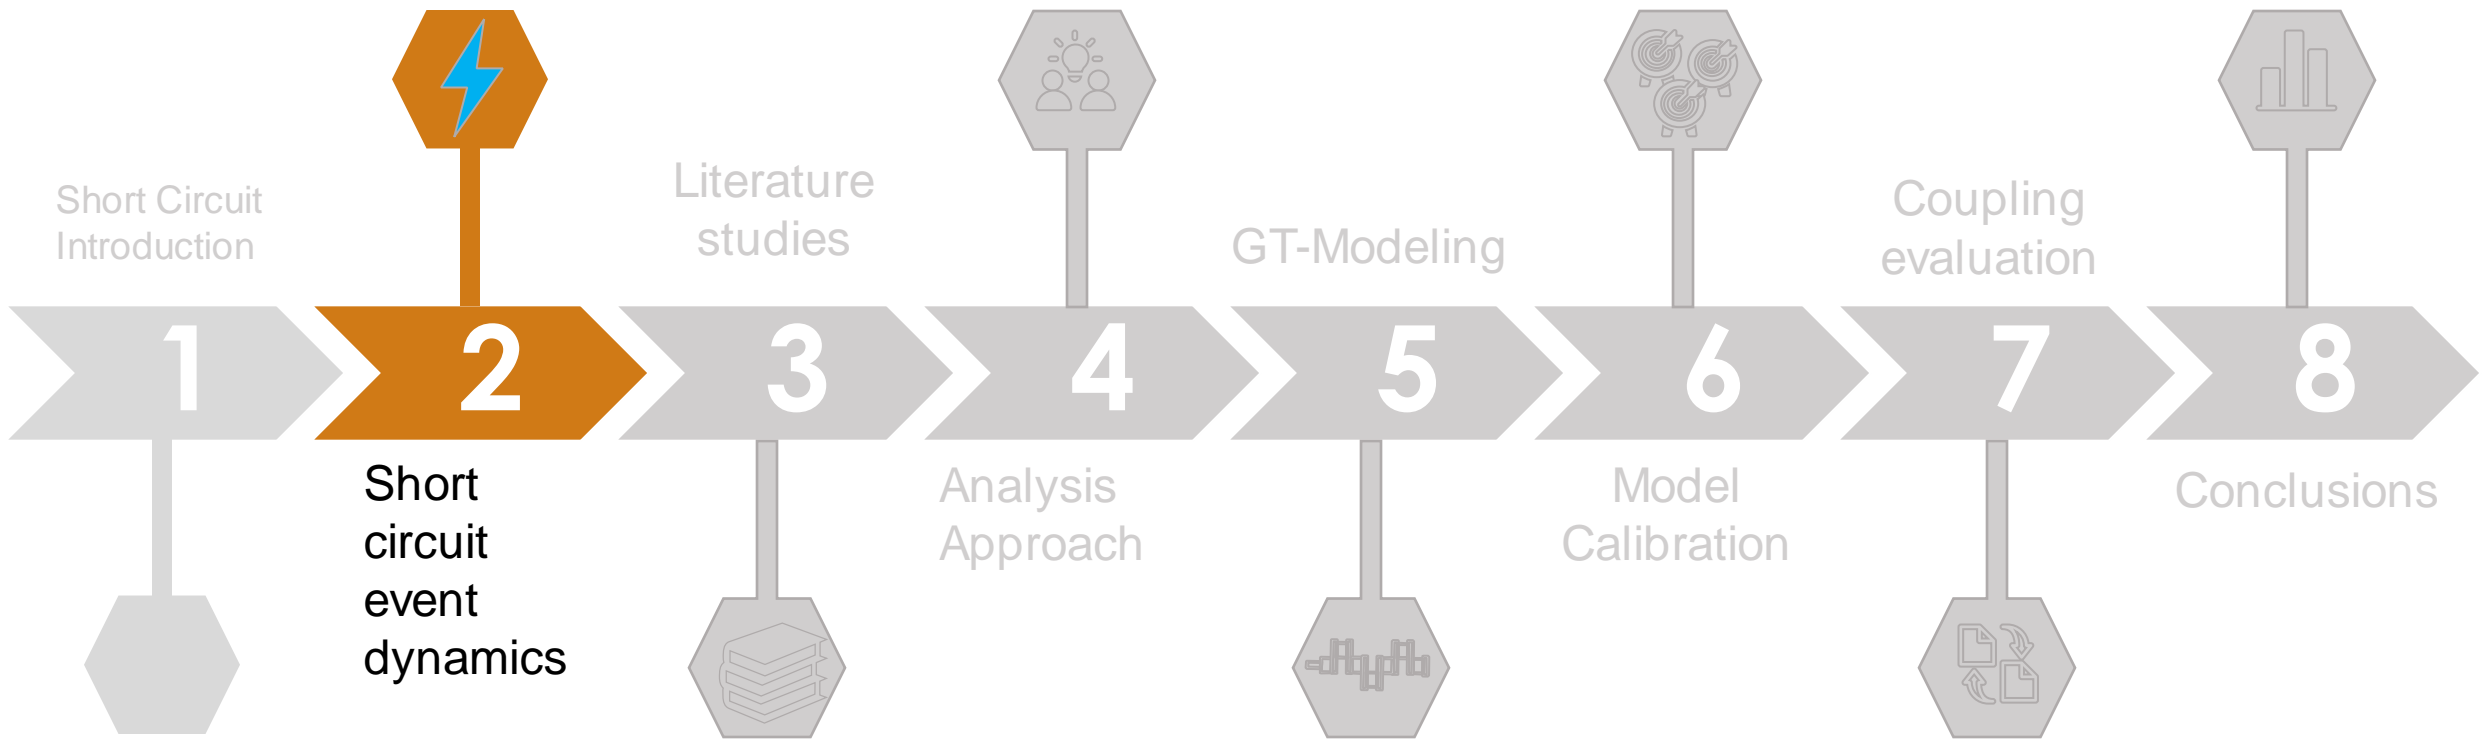 Short Circuit
Introduction
Literature
studies
GT-Modeling
Coupling
evaluation
1
2
3
4
5
6
7
8
Short
circuit
event
dynamics
Analysis
Approach
Model
Calibration
Conclusions